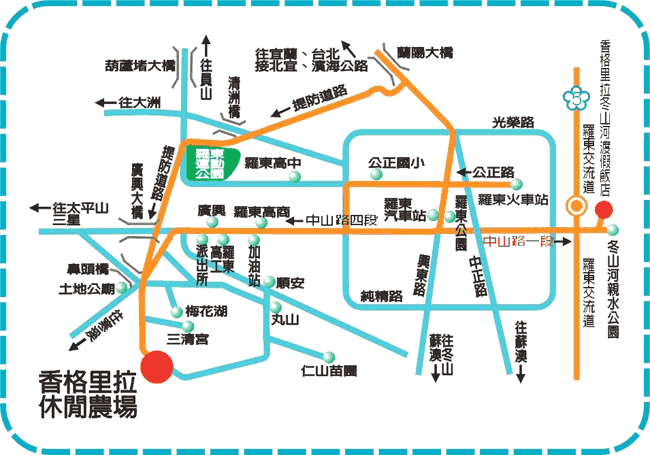 往員山
葫蘆堵大橋
往宜蘭、台北
接北宜、濱海公路
蘭陽大橋
清洲橋
往大洲
提防道路
光榮路
香格里拉冬山河渡假飯店
羅東交流道
羅東運動公園
羅東高中
公正國小
公正路
羅東火車站
提防道路
廣興大橋
往太平山
三星
廣興
羅東高商
中山路四段
羅東
汽車站
羅東公園
中山路一段
派出所
羅東高工
加油站
興東路
中正路
羅東交流道
冬山河親水公園
鼻頭橋
土地公廟
順安
純精路
梅花湖
丸山
三清宮
仁山苗圃
往冬山
蘇澳
往蘇澳
香格里拉
休閒農場